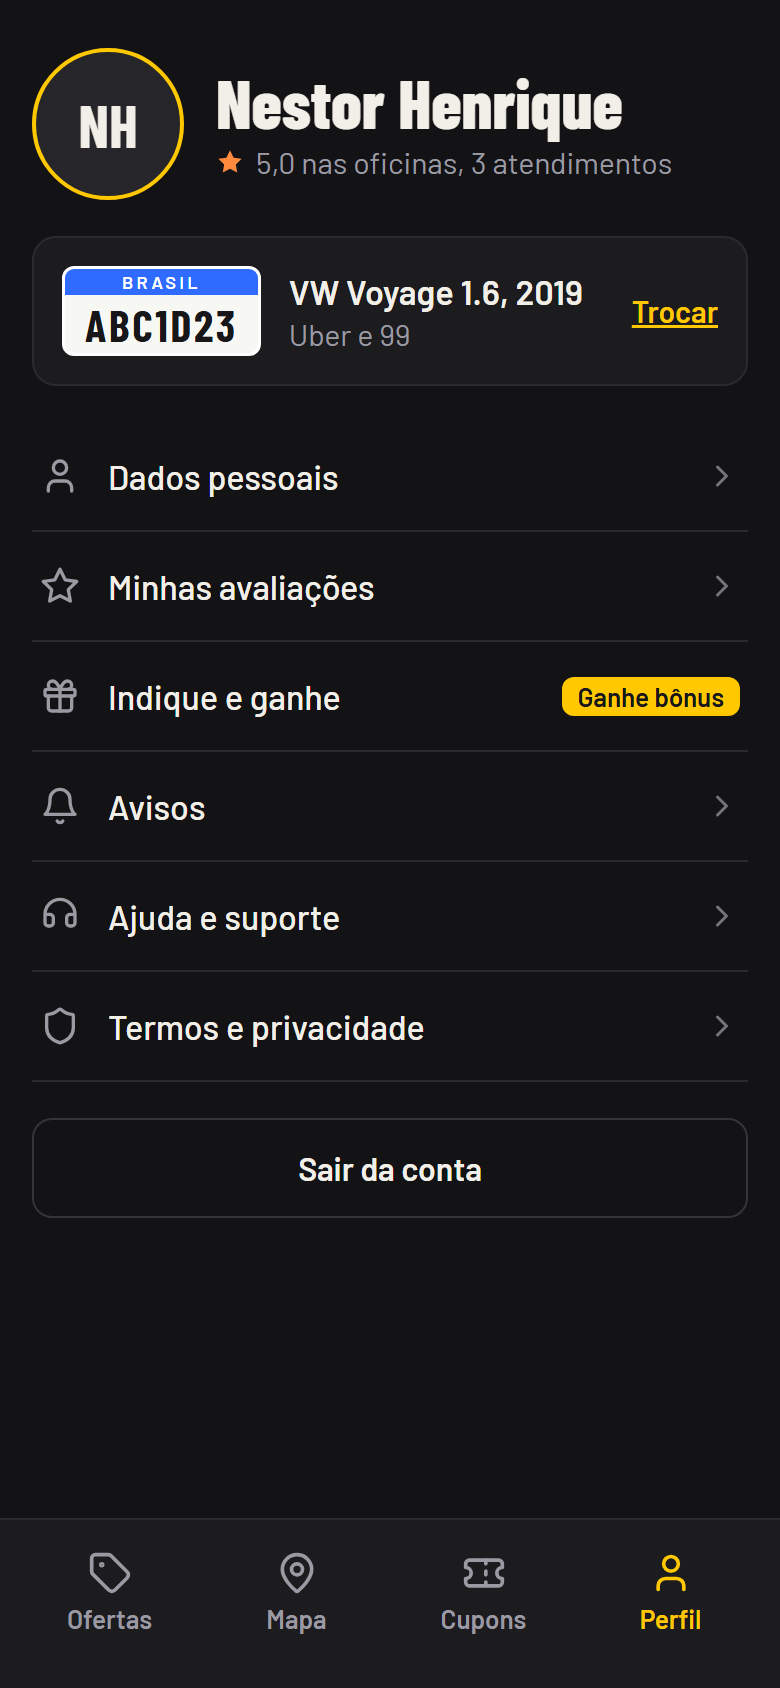 NH
Nestor Henrique
5,0 nas oficinas, 3 atendimentos
BRASIL
ABC1D23
VW Voyage 1.6, 2019
Uber e 99
Trocar
Dados pessoais
Minhas avaliações
Indique e ganhe
Ganhe bônus
Avisos
Ajuda e suporte
Termos e privacidade
Sair da conta
Ofertas
Mapa
Cupons
Perfil